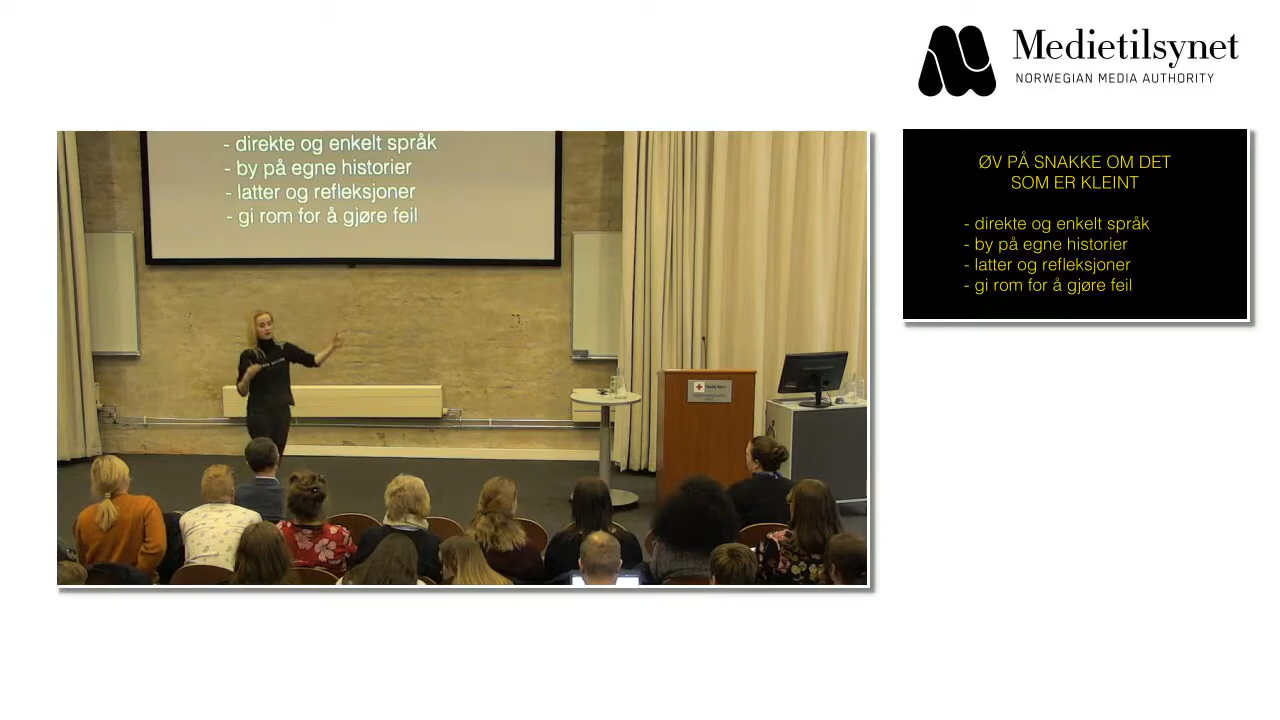 Medietilsynet
NORWEGIAN MEDIA AUTHORITY
- direkte og enkelt språk
- by på egne historier
- latter og refleksjoner
- gi rom for å gjøre feil
ØV PÅ SNAKKE OM DET
SOM ER KLEINT
- direkte og enkelt språk
- by på egne historier
- latter og refleksjoner
- gi rom for å gjøre feil